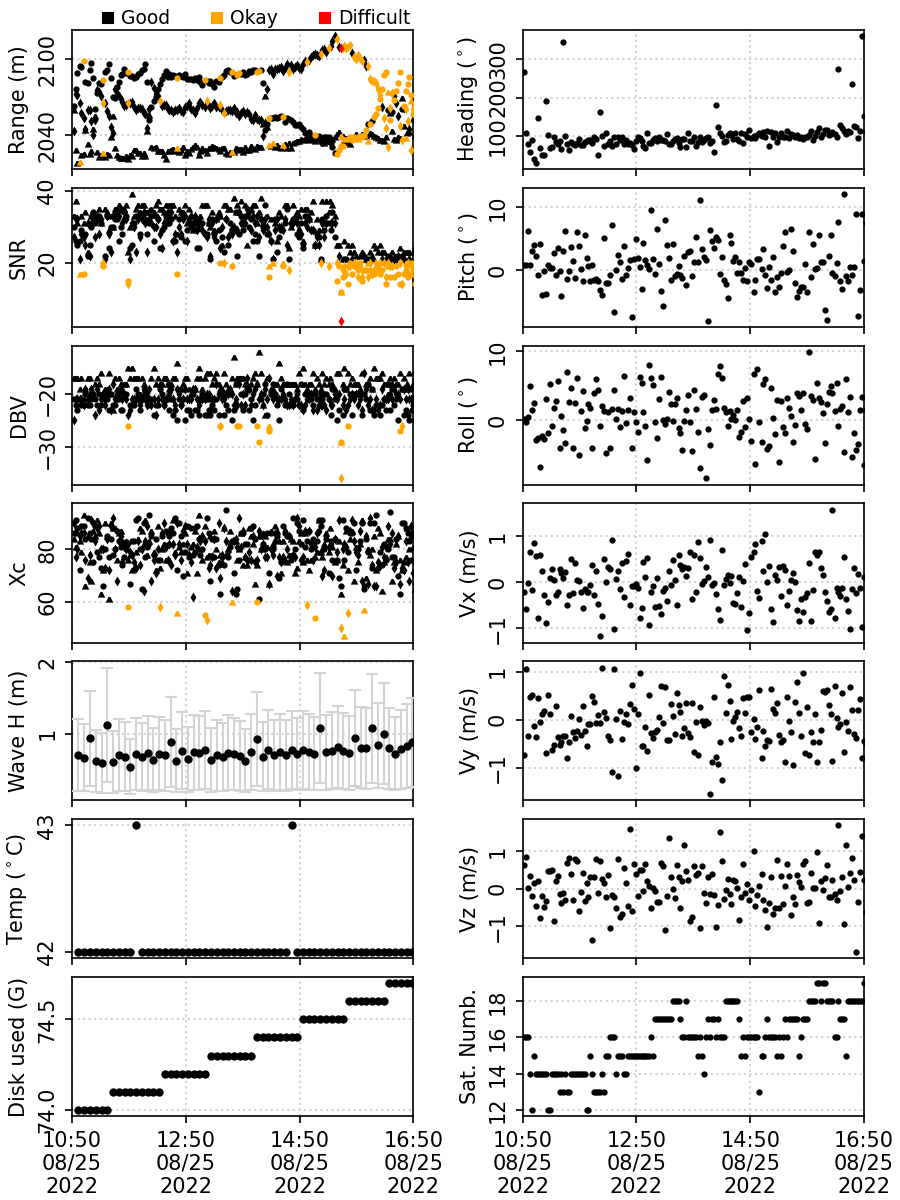 Good Okay Difficult
Range (m)
2100
2040
Heading (°)
300
200
100
SNR
40
20
Pitch (°)
10
0
DBV
−20
−30
Roll (°)
10
0
Xc
80
60
Vx (m/s)
1
0
−1
Wave H (m)
2
1
Vy (m/s)
1
0
−1
Temp (°C)
43
42
Vz (m/s)
1
0
−1
Disk used (G)
74.5
74.0
Sat. Numb.
18
16
14
12
10:50 12:50 14:50 16:50 10:50 12:50 14:50 16:50
08/25 08/25 08/25 08/25 08/25 08/25 08/25 08/25
2022 2022 2022 2022 2022 2022 2022 2022